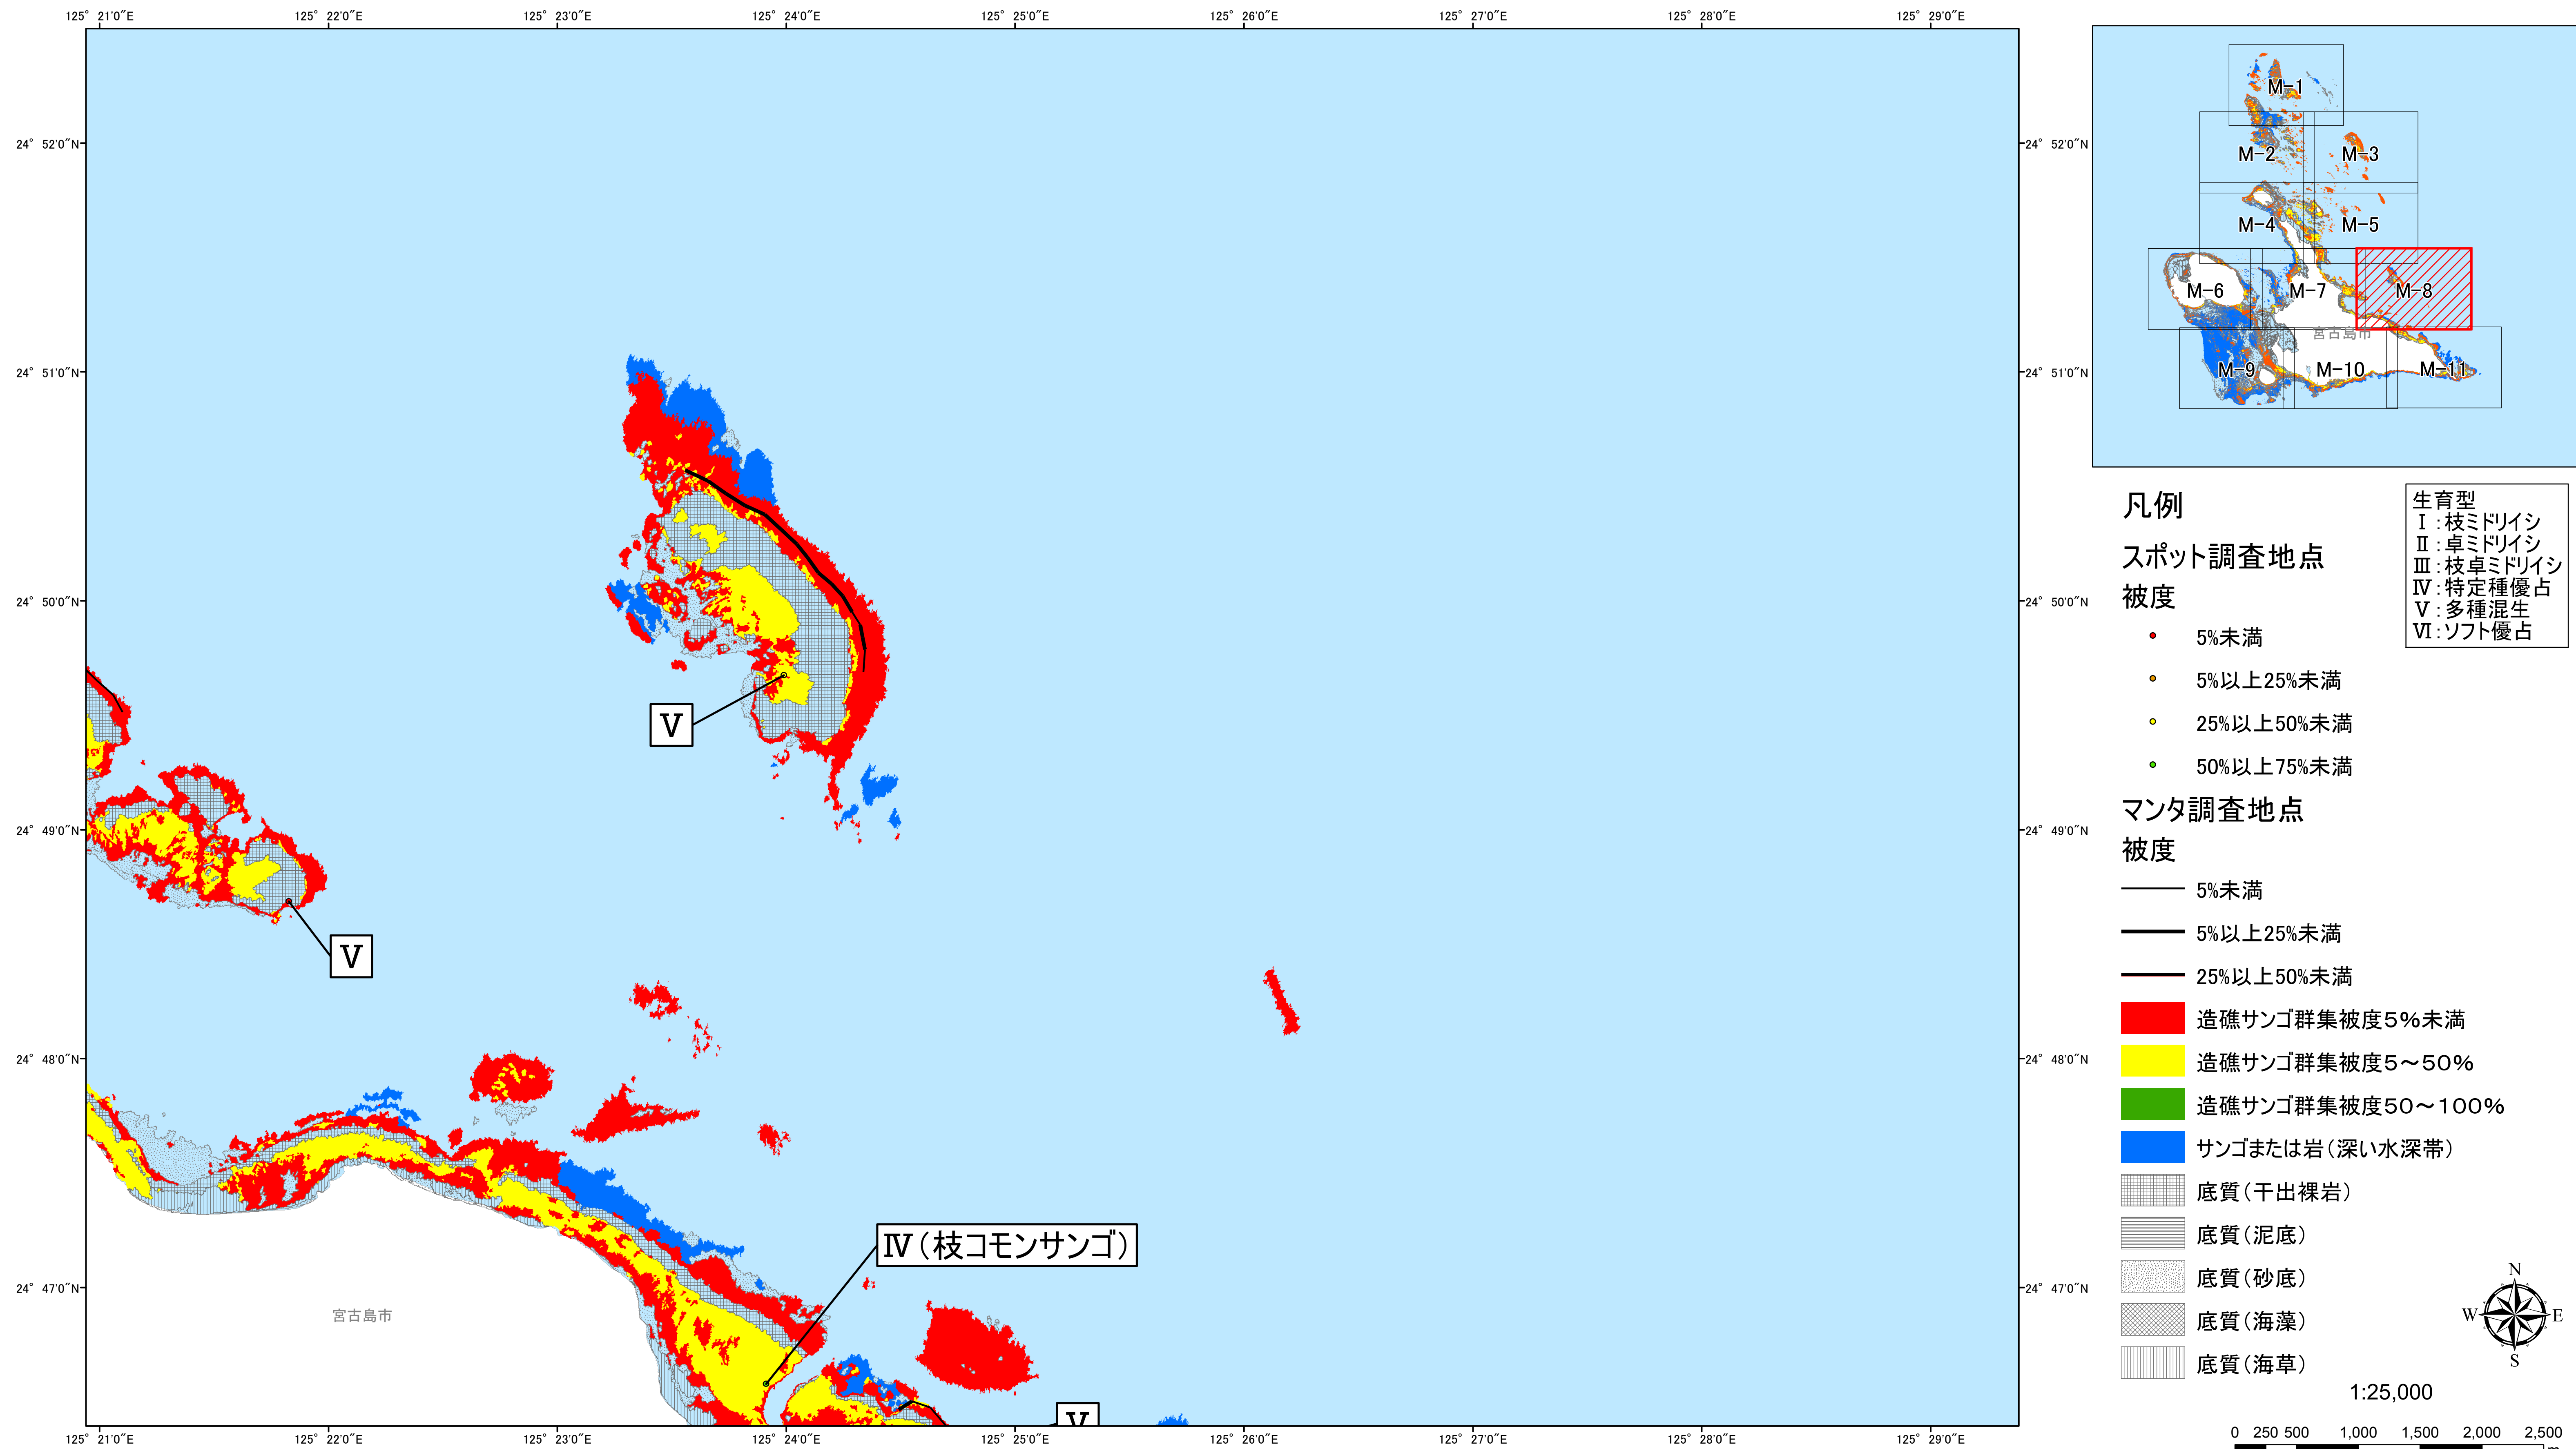 125° 21′0″E 125° 22′0″E 125° 23′0″E 125° 24′0″E 125° 25′0″E 125° 26′0″E 125° 27′0″E 125° 28′0″E 125° 29′0″E
24° 52′0″N
24° 51′0″N
24° 50′0″N
24° 49′0″N
24° 48′0″N
24° 47′0″N
Ⅴ
Ⅴ
Ⅳ（枝コモンサンゴ）
宮古島市
Ⅴ
24° 52′0″N
24° 51′0″N
24° 50′0″N
24° 49′0″N
24° 48′0″N
24° 47′0″N
125° 21′0″E 125° 22′0″E 125° 23′0″E 125° 24′0″E 125° 25′0″E 125° 26′0″E 125° 27′0″E 125° 28′0″E 125° 29′0″E
M-1
M-2 M-3
M-4 M-5
M-6 M-7 M-8
宮古島市
M-9 M-10 M-11
凡例
スポット調査地点
被度
5%未満
5%以上25%未満
25%以上50%未満
50%以上75%未満
生育型
Ⅰ：枝ミドリイシ
Ⅱ：卓ミドリイシ
Ⅲ：枝卓ミドリイシ
Ⅳ：特定種優占
Ⅴ：多種混生
Ⅵ：ソフト優占
マンタ調査地点
被度
5%未満
5%以上25%未満
25%以上50%未満
造礁サンゴ群集被度５％未満
造礁サンゴ群集被度５～５０％
造礁サンゴ群集被度５０～１００％
サンゴまたは岩（深い水深帯）
底質（干出裸岩）
底質（泥底）
底質（砂底）
底質（海藻）
底質（海草）
N
W E
S
1:25,000
0 250 500 1,000 1,500 2,000 2,500